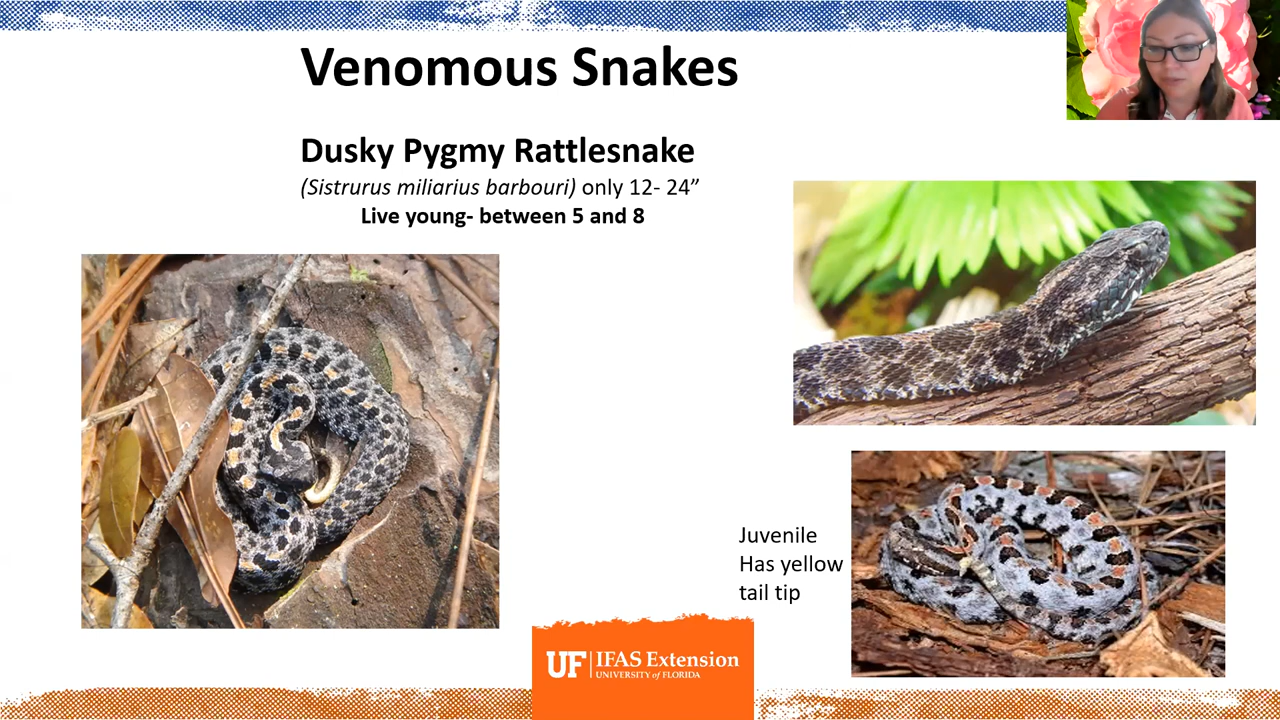 Venomous Snakes
Dusky Pygmy Rattlesnake
(Sistrurus miliarius barbouri) only 12- 24”
Live young- between 5 and 8
Juvenile
Has yellow
tail tip
UF IFAS Extension
UNIVERSITY of FLORIDA